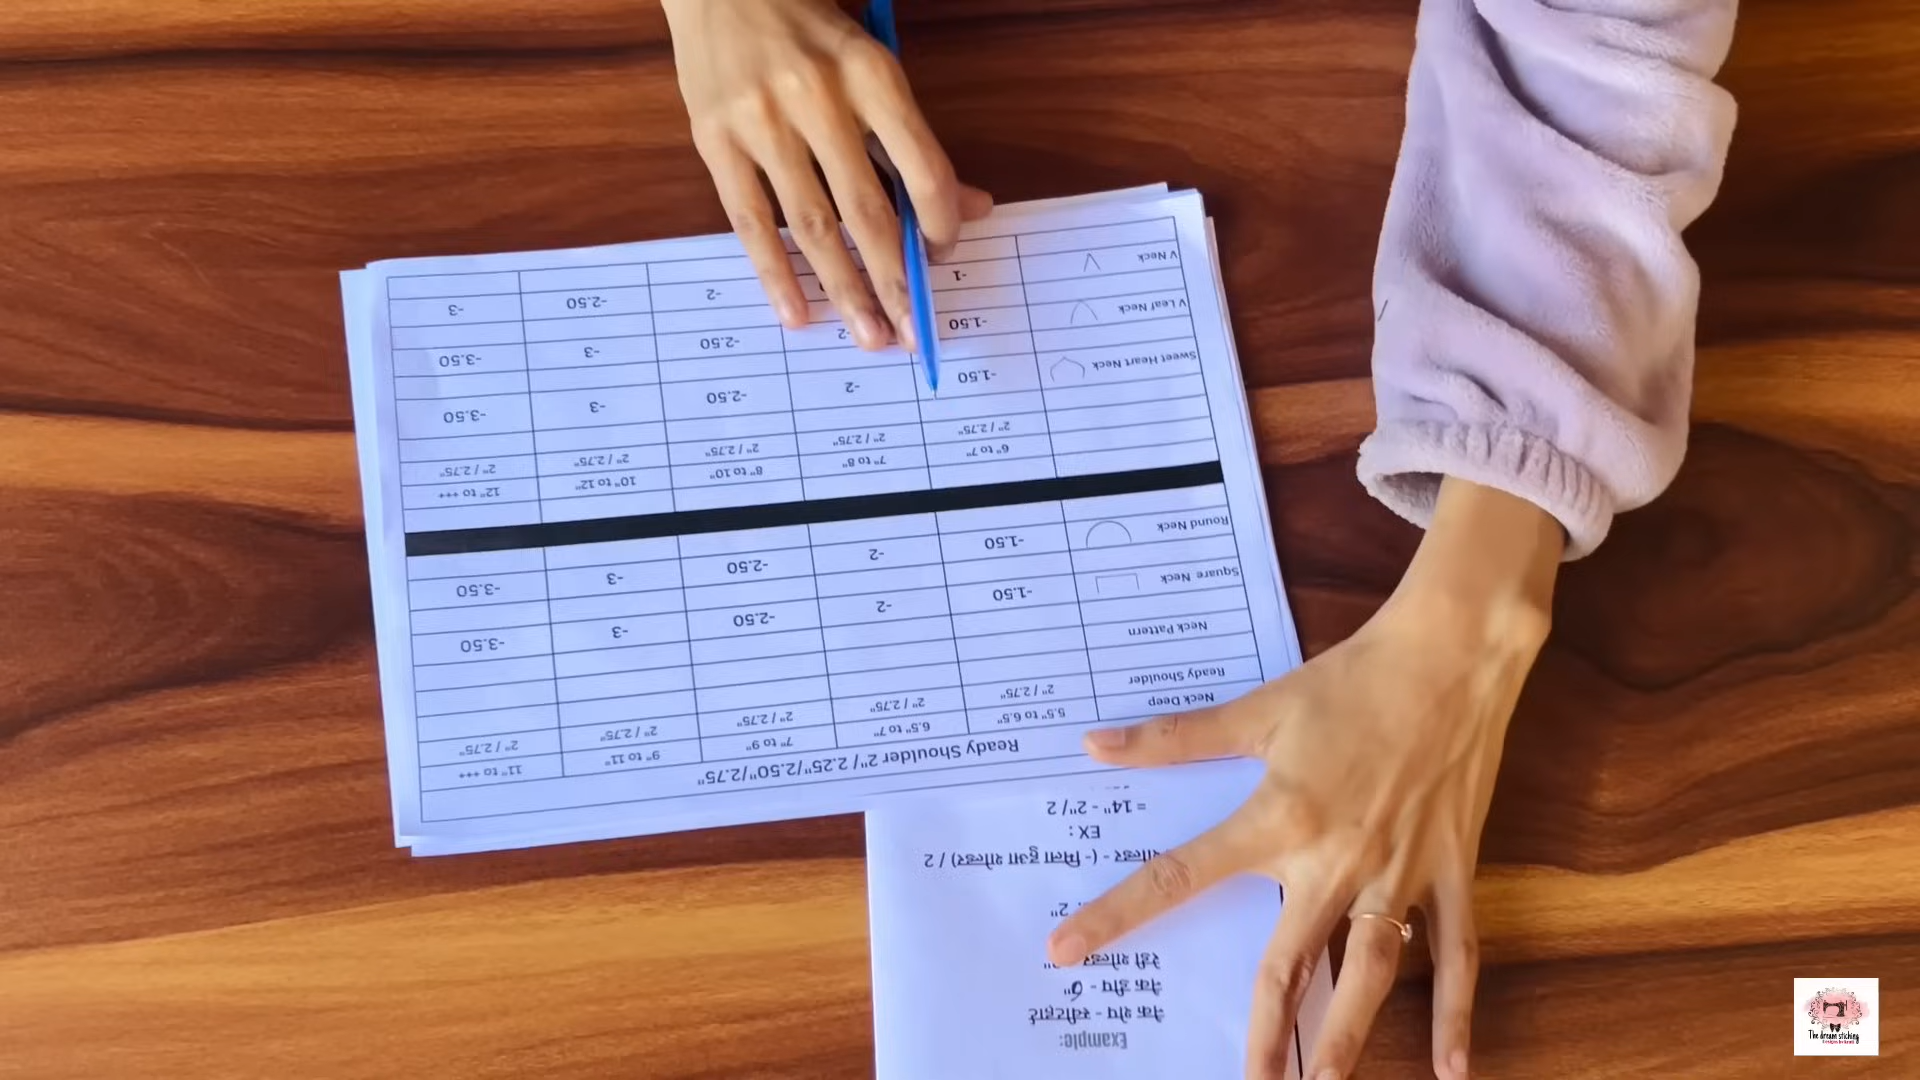 Example:
नैक शेप - स्वीटहार्ट
नैक डीप - 6"
रेडी शोल्डर
2"
- (- मिला हुआ शोल्डर) / 2
EX :
= 14" - 2"/ 2
Ready Shoulder 2"/ 2.25"/2.50"/2.75"
Neck Deep 5.5" to 6.5" 6.5" to 7" 7" to 9" 9" to 11" 11" to +++
Ready Shoulder 2" / 2.75" 2" / 2.75" 2" / 2.75" 2" / 2.75" 2" / 2.75"
Neck Pattern
Square Neck -1.50 -2 -2.50 -3 -3.50
Round Neck -1.50 -2 -2.50 -3 -3.50
6" to 7" 7" to 8" 8" to 10" 10" to 12" 12" to +++
2" / 2.75" 2" / 2.75" 2" / 2.75" 2" / 2.75" 2" / 2.75"
Sweet Heart Neck -1.50 -2 -2.50 -3 -3.50
V Leaf Neck -1.50 -2 -2.50 -3 -3.50
V Neck -1 -2 -2.50 -3
The dream stiching